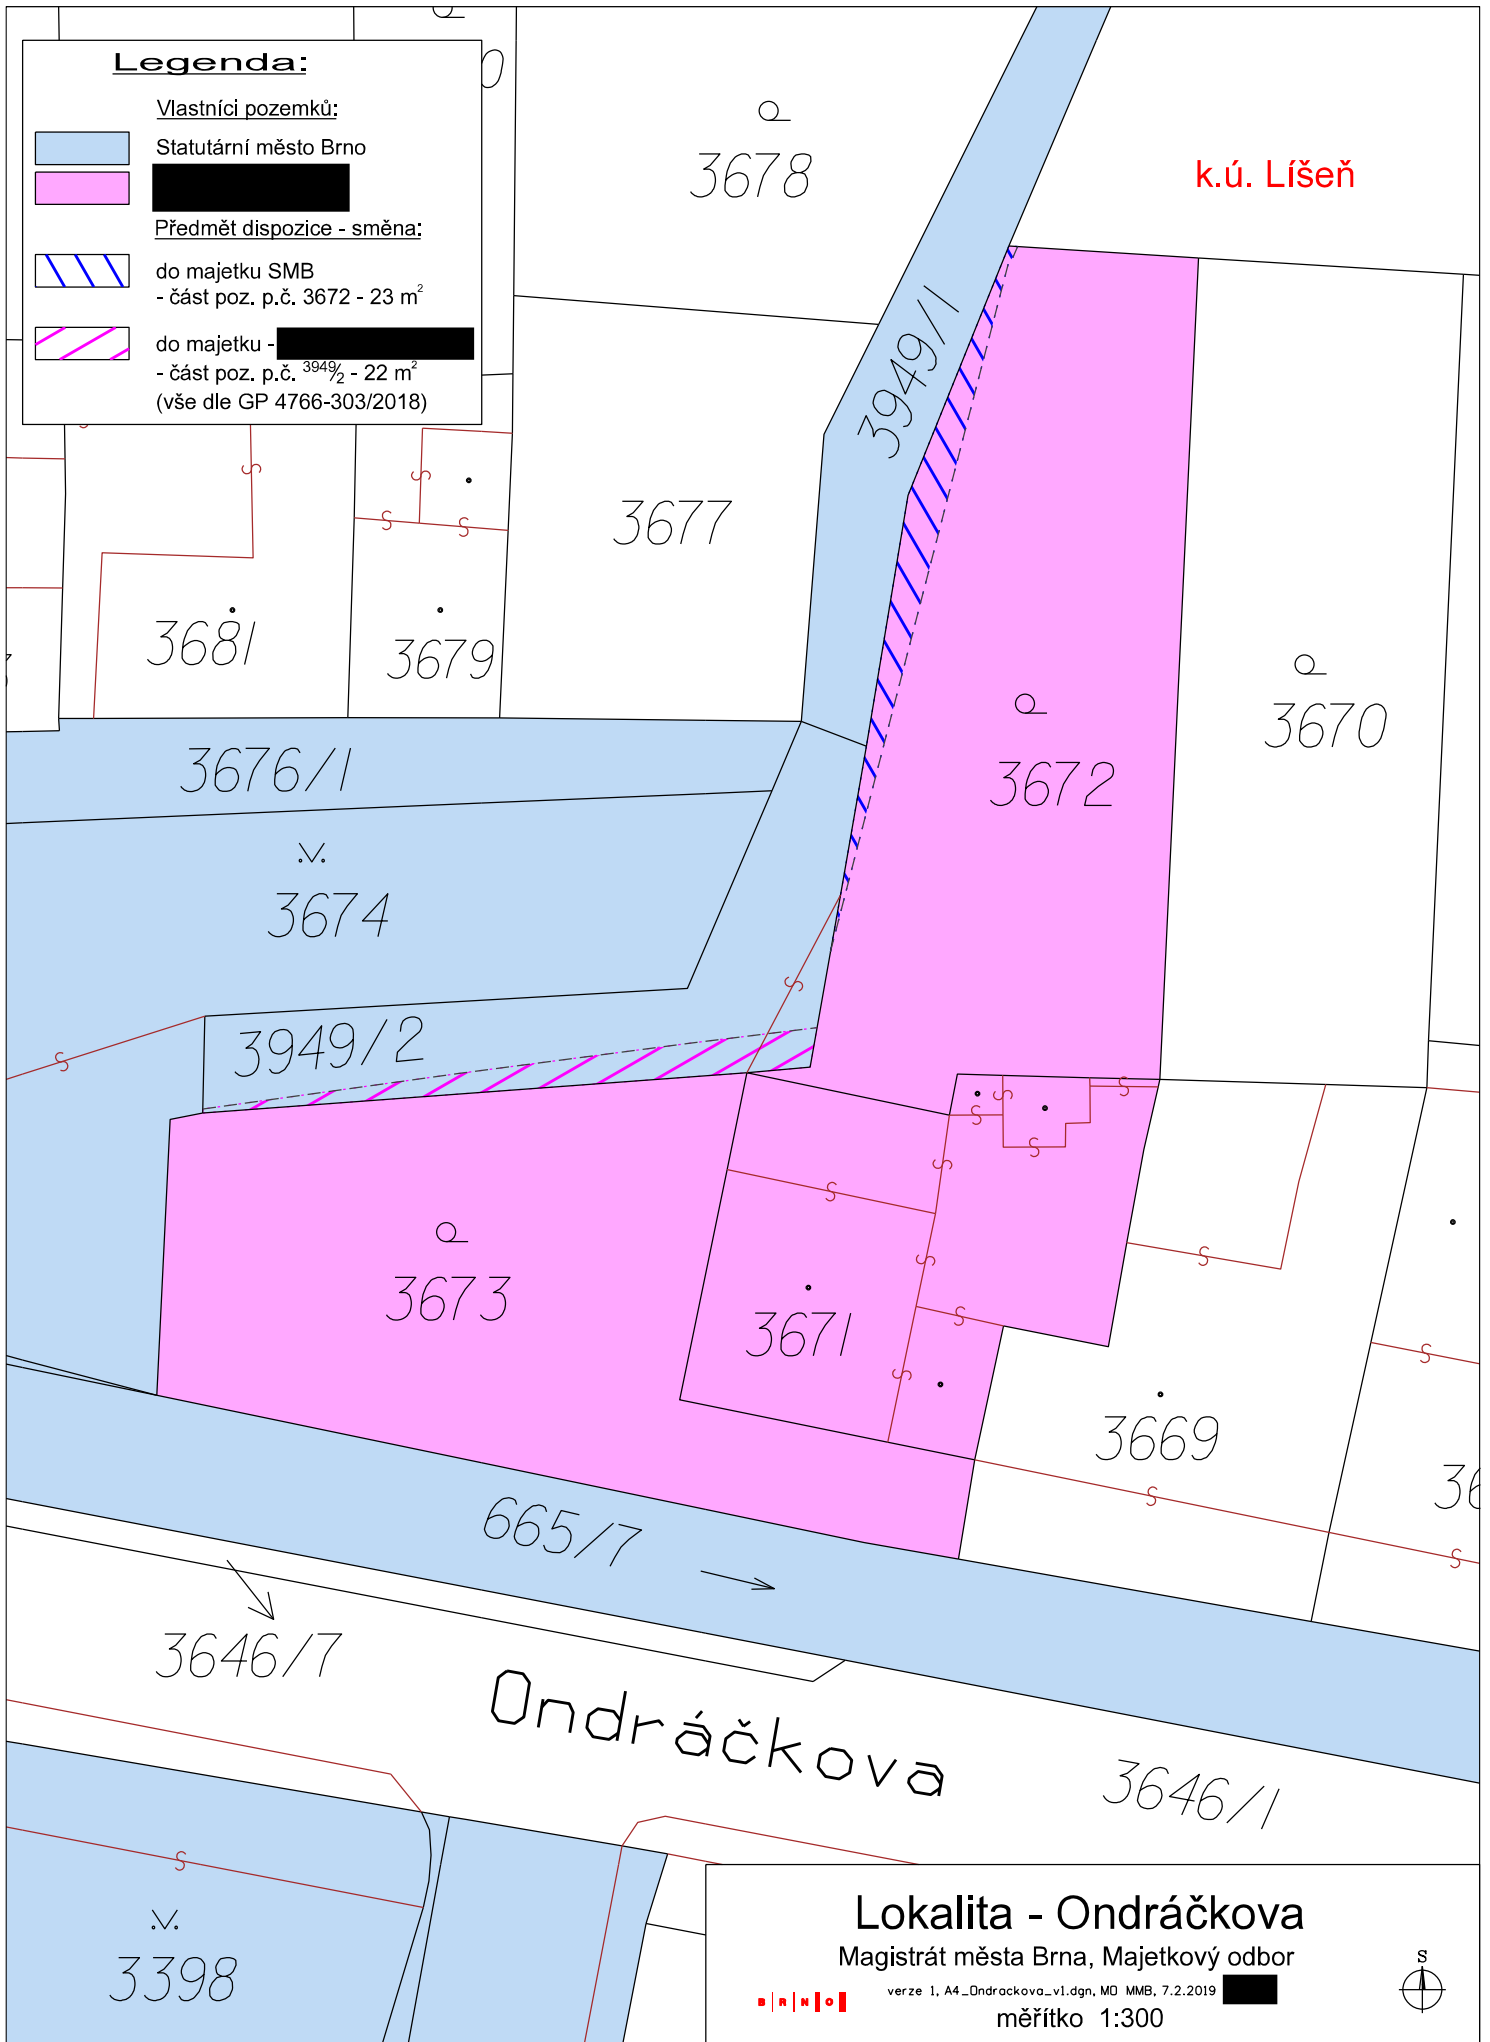 Legenda:
Vlastníci pozemků:
Statutární město Brno
Předmět dispozice - směna:
do majetku SMB
- část poz. p.č. 3672 - 23 m²
do majetku -
- část poz. p.č. 3949/2 - 22 m²
(vše dle GP 4766-303/2018)
k.ú. Líšeň
3678
3949/1
3677
3681
3679
3670
3672
3676/1
3674
3949/2
3673
3671
3669
665/7
3646/7
Ondráčkova
3646/1
3398
Lokalita - Ondráčkova
Magistrát města Brna, Majetkový odbor
verze 1, A4_Ondrackova_v1.dgn, MO MMB, 7.2.2019
BRNO
měřítko 1:300
S